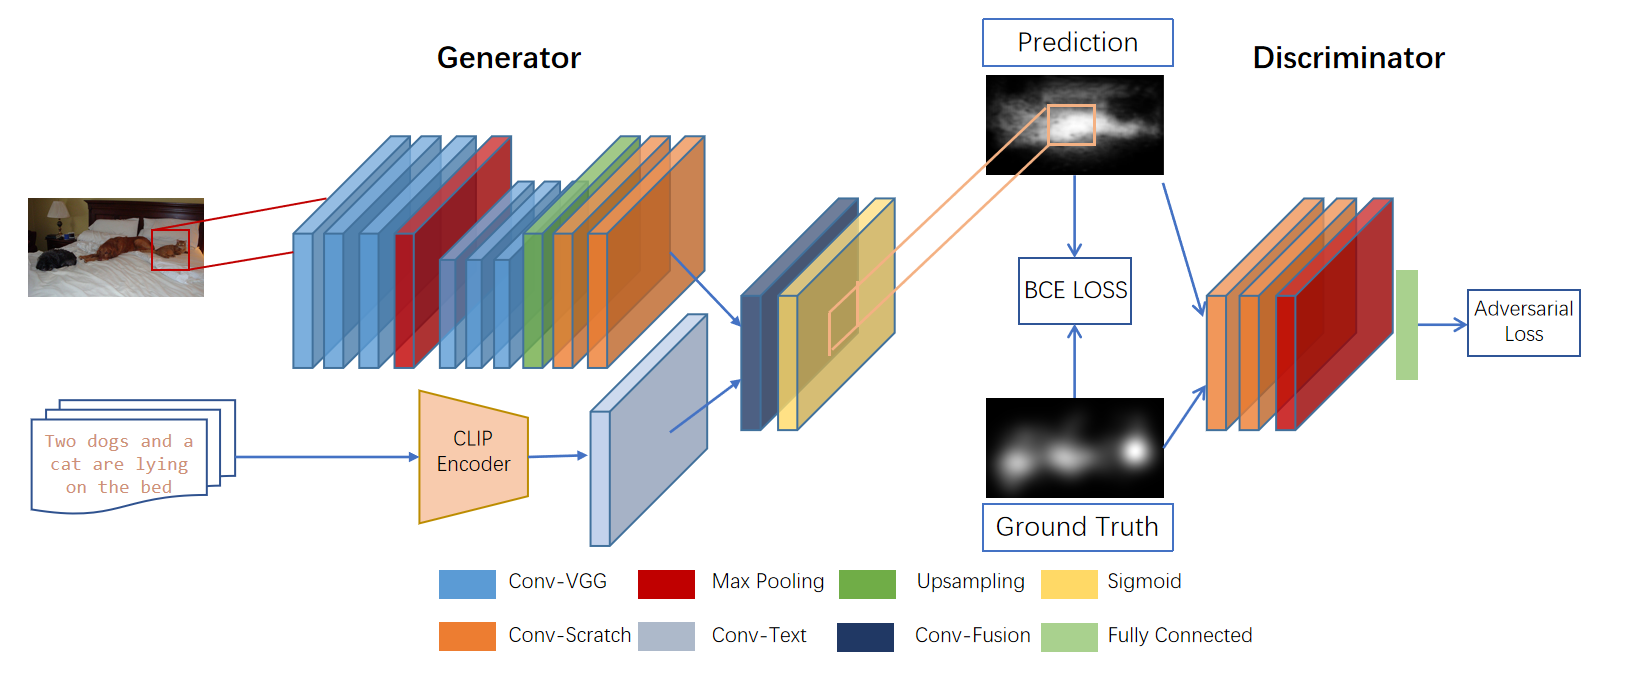 Generator
Prediction
Discriminator
BCE LOSS
Adversarial
Loss
Two dogs and a
cat are lying
on the bed
CLIP
Encoder
Ground Truth
Conv-VGG
Max Pooling
Upsampling
Sigmoid
Conv-Scratch
Conv-Text
Conv-Fusion
Fully Connected